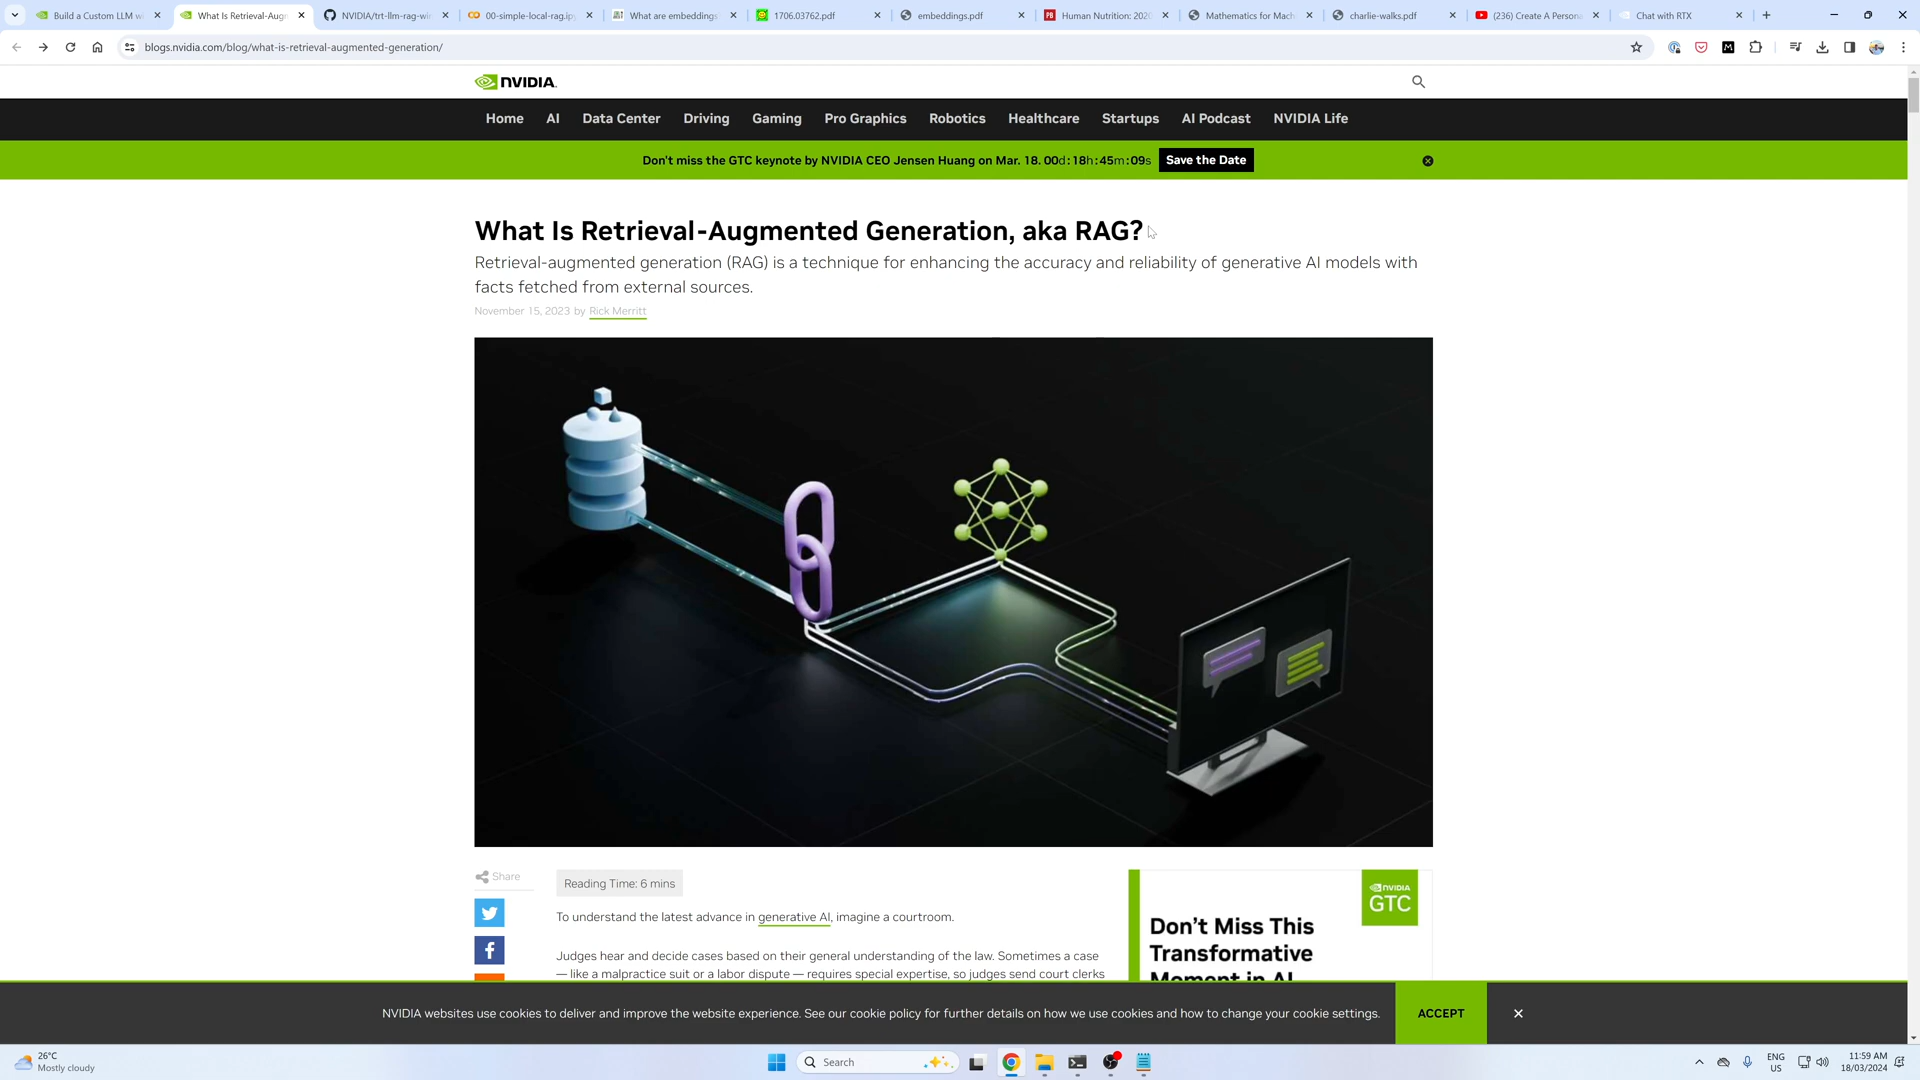 Build a Custom LLM wi
What Is Retrieval-Augm
NVIDIA/trt-llm-rag-win
00-simple-local-rag.ip
What are embeddings
1706.03762.pdf
embeddings.pdf
Human Nutrition: 202
Mathematics for Mach
charlie-walks.pdf
(236) Create A Persona
Chat with RTX
blogs.nvidia.com/blog/what-is-retrieval-augmented-generation/
NVIDIA.
Home AI Data Center Driving Gaming Pro Graphics Robotics Healthcare Startups AI Podcast NVIDIA Life
Don't miss the GTC keynote by NVIDIA CEO Jensen Huang on Mar. 18. 00d:18h:45m:09s Save the Date
What Is Retrieval-Augmented Generation, aka RAG?
Retrieval-augmented generation (RAG) is a technique for enhancing the accuracy and reliability of generative AI models with
facts fetched from external sources.
November 15, 2023 by Rick Merritt
Share
Reading Time: 6 mins
To understand the latest advance in generative AI, imagine a courtroom.
Judges hear and decide cases based on their general understanding of the law. Sometimes a case
— like a malpractice suit or a labor dispute — requires special expertise, so judges send court clerks
NVIDIA
GTC
Don't Miss This
Transformative
Moment in AI
NVIDIA websites use cookies to deliver and improve the website experience. See our cookie policy for further details on how we use cookies and how to change your cookie settings.
ACCEPT
26°C
Mostly cloudy
Search
ENG
US
11:59 AM
18/03/2024